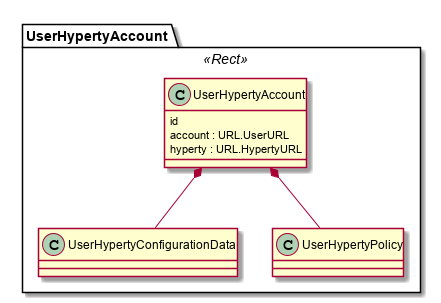 UserHypertyAccount
«Rect»
C UserHypertyAccount
id
account : URL.UserURL
hyperty : URL.HypertyURL
C UserHypertyConfigurationData
C UserHypertyPolicy